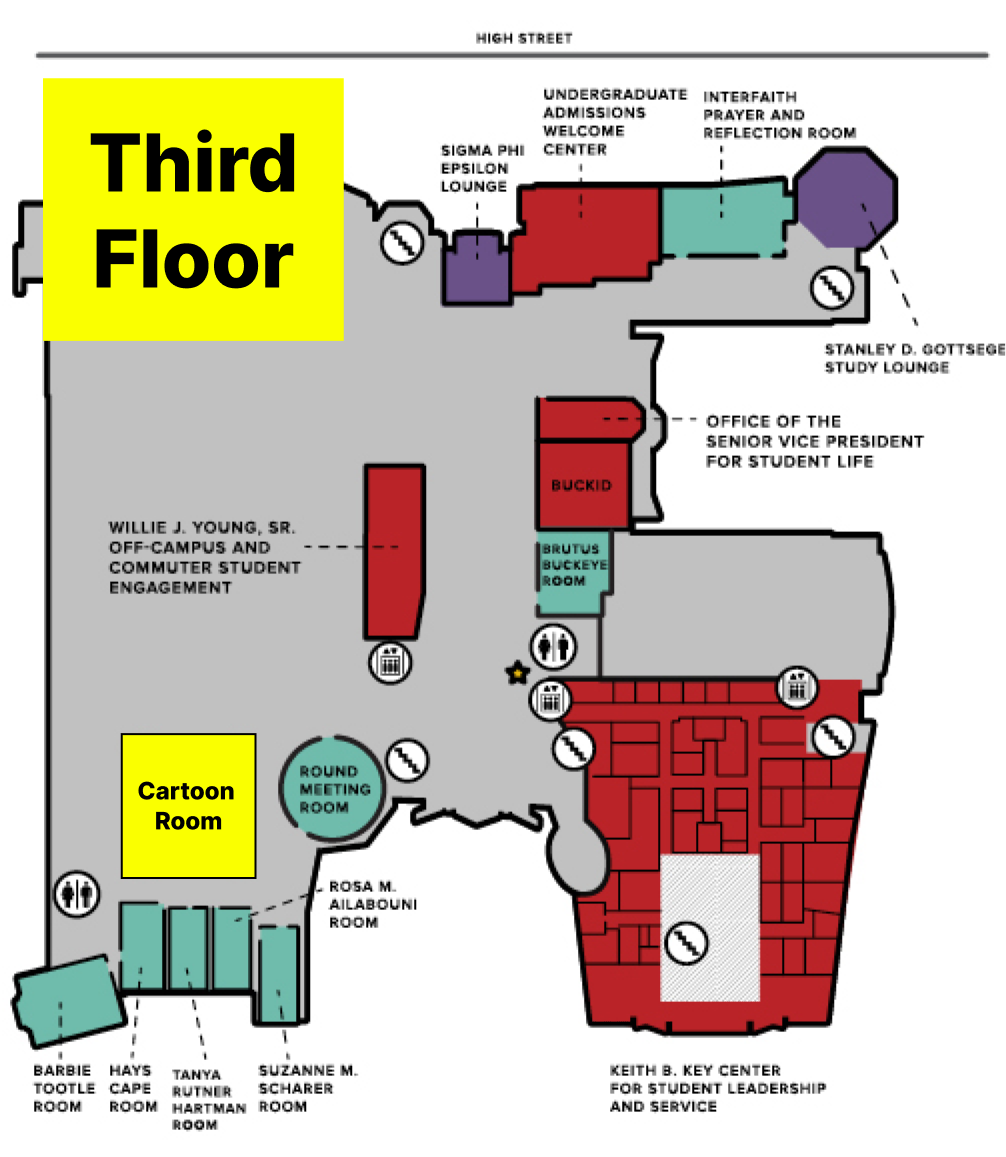 HIGH STREET
Third
Floor
SIGMA PHI
EPSILON
LOUNGE
UNDERGRADUATE
ADMISSIONS
WELCOME
CENTER
INTERFAITH
PRAYER AND
REFLECTION ROOM
STANLEY D. GOTTSEGE
STUDY LOUNGE
OFFICE OF THE
SENIOR VICE PRESIDENT
FOR STUDENT LIFE
BUCKID
WILLIE J. YOUNG, SR.
OFF-CAMPUS AND
COMMUTER STUDENT
ENGAGEMENT
BRUTUS
BUCKEYE
ROOM
Cartoon
Room
ROUND
MEETING
ROOM
ROSA M.
AILABOUNI
ROOM
BARBIE
TOOTLE
ROOM
HAYS
CAPE
ROOM
TANYA
RUTNER
HARTMAN
ROOM
SUZANNE M.
SCHARER
ROOM
KEITH B. KEY CENTER
FOR STUDENT LEADERSHIP
AND SERVICE